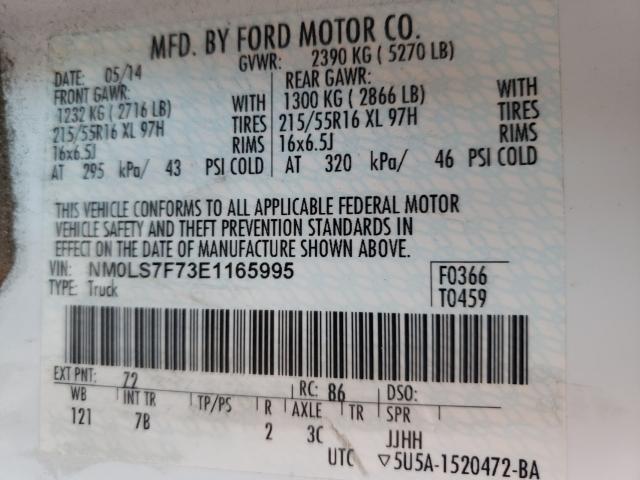 MFD. BY FORD MOTOR CO.
DATE: 05/14 GVWR: 2390 KG ( 5270 LB)
FRONT GAWR: REAR GAWR:
1232 KG ( 2716 LB) WITH 1300 KG ( 2866 LB) WITH
215/55R16 XL 97H TIRES 215/55R16 XL 97H TIRES
16x6.5J RIMS 16x6.5J RIMS
AT 295 kPa/ 43 PSI COLD AT 320 kPa/ 46 PSI COLD
THIS VEHICLE CONFORMS TO ALL APPLICABLE FEDERAL MOTOR
VEHICLE SAFETY AND THEFT PREVENTION STANDARDS IN
EFFECT ON THE DATE OF MANUFACTURE SHOWN ABOVE.
VIN: NM0LS7F73E1165995 F0366
TYPE: Truck T0459
EXT PNT: 72 RC: 86 DSO:
WB INT TR TP/PS R AXLE TR SPR
121 7B 2 3C JJHH
UTC ▽5U5A-1520472-BA